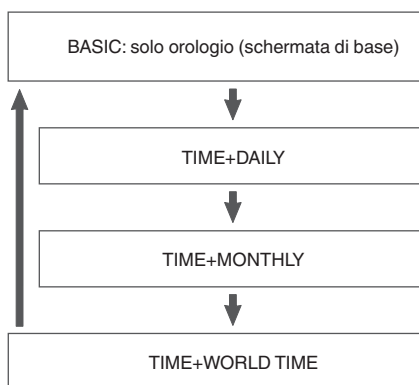 BASIC: solo orologio (schermata di base)
TIME+DAILY
TIME+MONTHLY
TIME+WORLD TIME